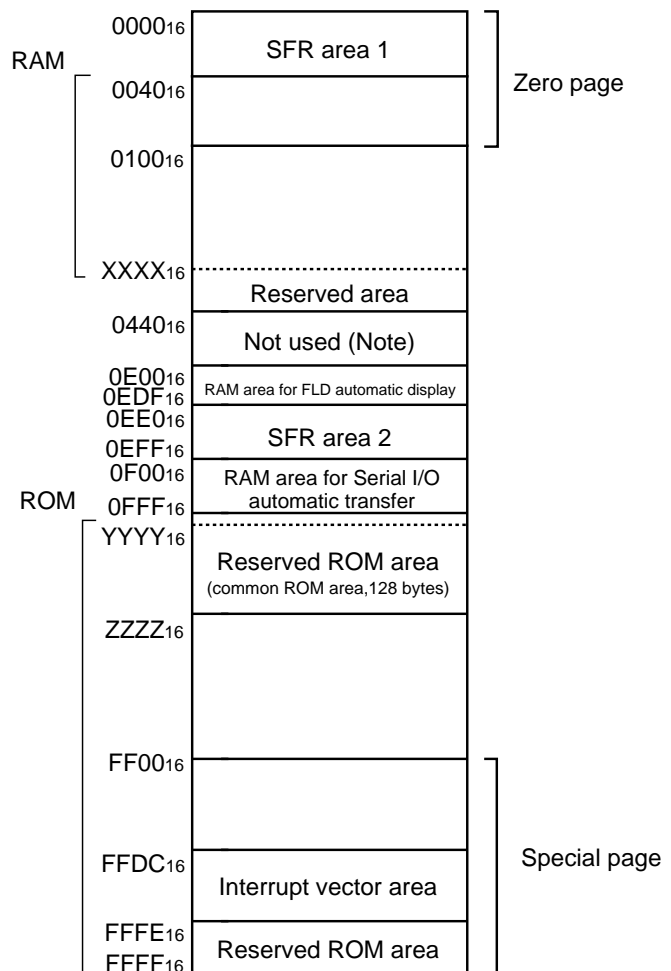 0000₁₆
SFR area 1
RAM
0040₁₆
Zero page
0100₁₆
XXXX₁₆
Reserved area
0440₁₆
Not used (Note)
0E00₁₆
RAM area for FLD automatic display
0EDF₁₆
0EE0₁₆
SFR area 2
0EFF₁₆
0F00₁₆
RAM area for Serial I/O
automatic transfer
ROM
0FFF₁₆
YYYY₁₆
Reserved ROM area
(common ROM area,128 bytes)
ZZZZ₁₆
FF00₁₆
FFDC₁₆
Special page
Interrupt vector area
FFFE₁₆
Reserved ROM area
FFFF₁₆